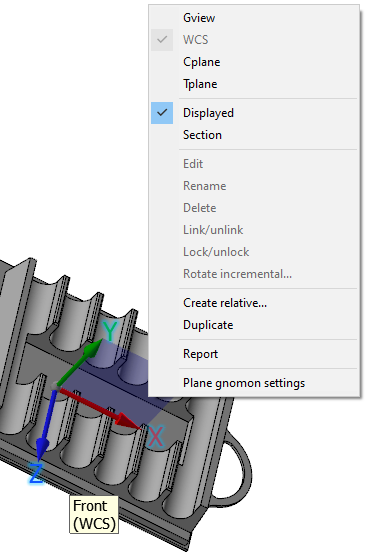 Gview
WCS
Cplane
Tplane
Displayed
Section
Edit
Rename
Delete
Link/unlink
Lock/unlock
Rotate incremental...
Create relative...
Duplicate
Report
Plane gnomon settings
Y
X
Z
Front
(WCS)